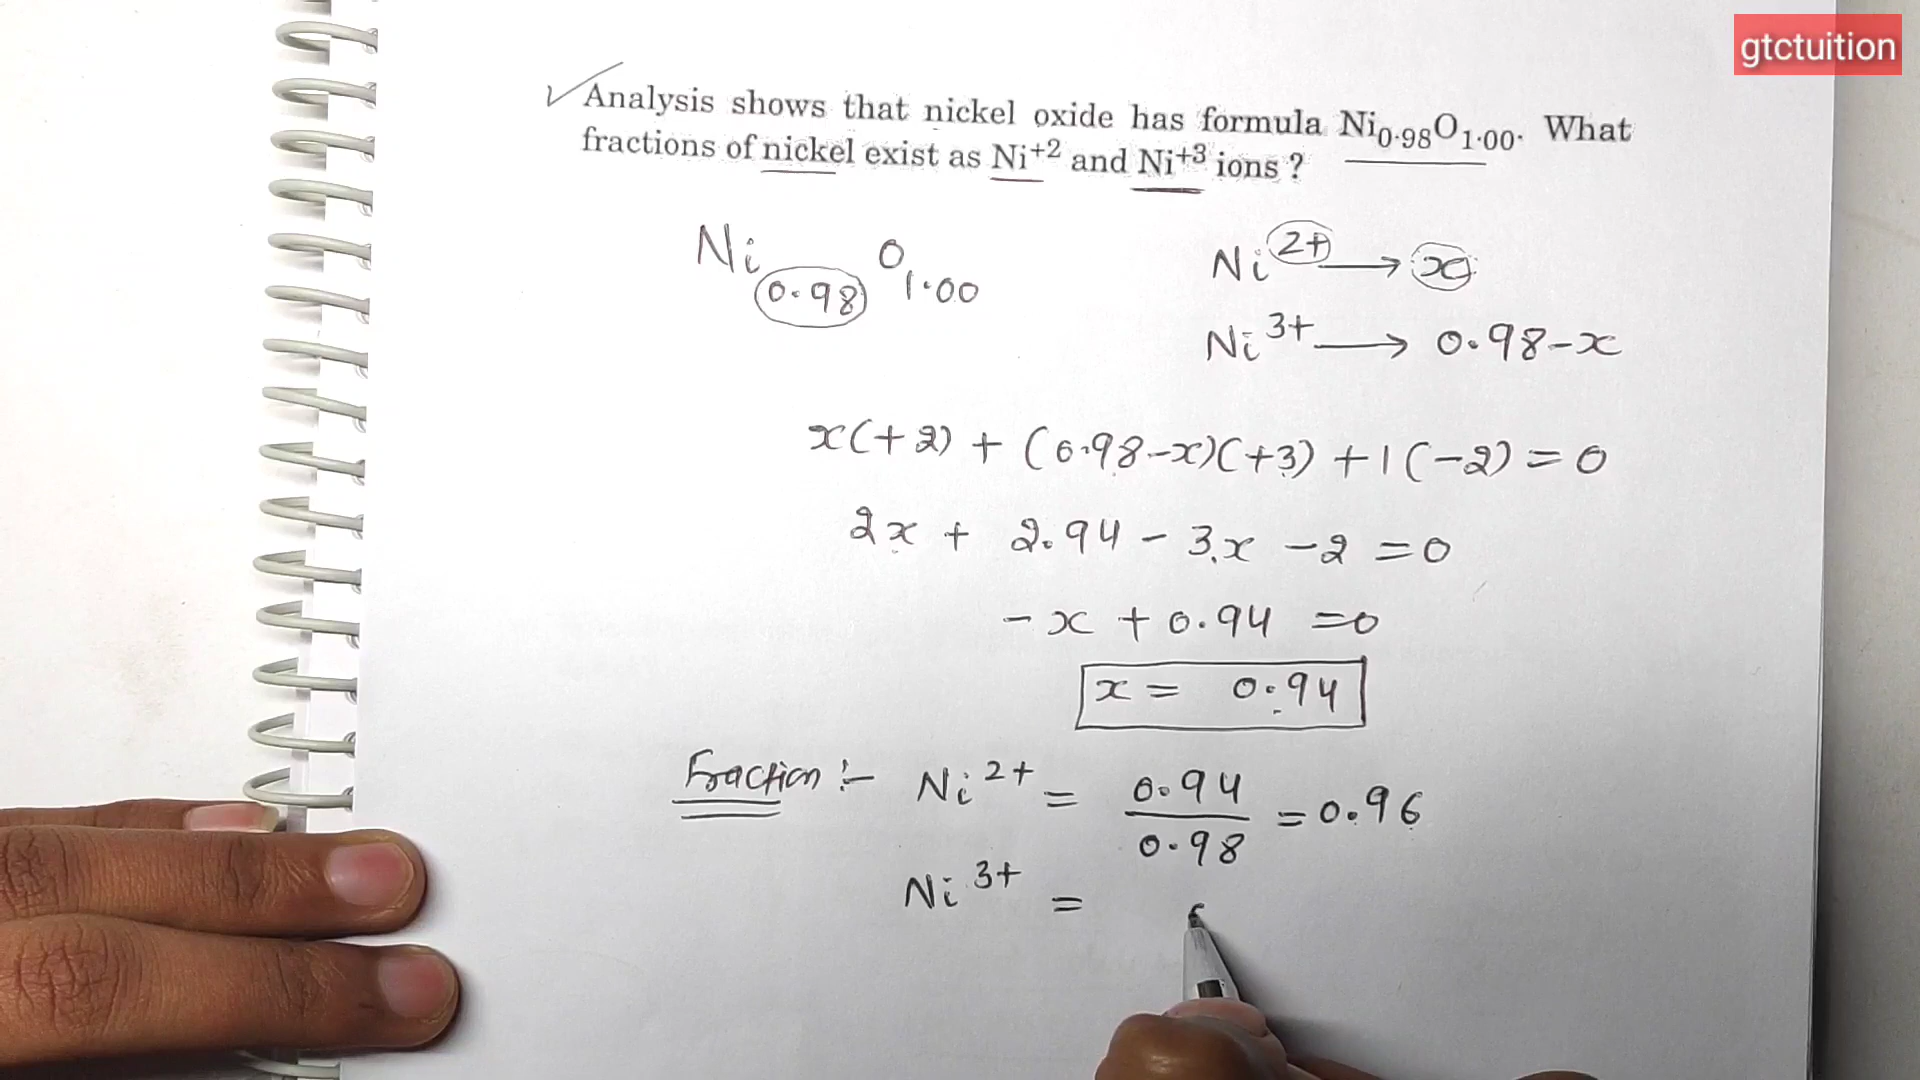 gtctuition
Analysis shows that nickel oxide has formula Ni₀.₉₈O₁.₀₀. What
fractions of nickel exist as Ni⁺² and Ni⁺³ ions ?
Ni₀.₉₈ O₁.₀₀
Ni²⁺ → x
Ni³⁺ → 0.98-x
x(+2) + (0.98-x)(+3) + 1(-2) = 0
2x + 2.94 - 3x - 2 = 0
- x + 0.94 = 0
x = 0.94
Fraction :- Ni²⁺ = 0.94/0.98 = 0.96
Ni³⁺ =